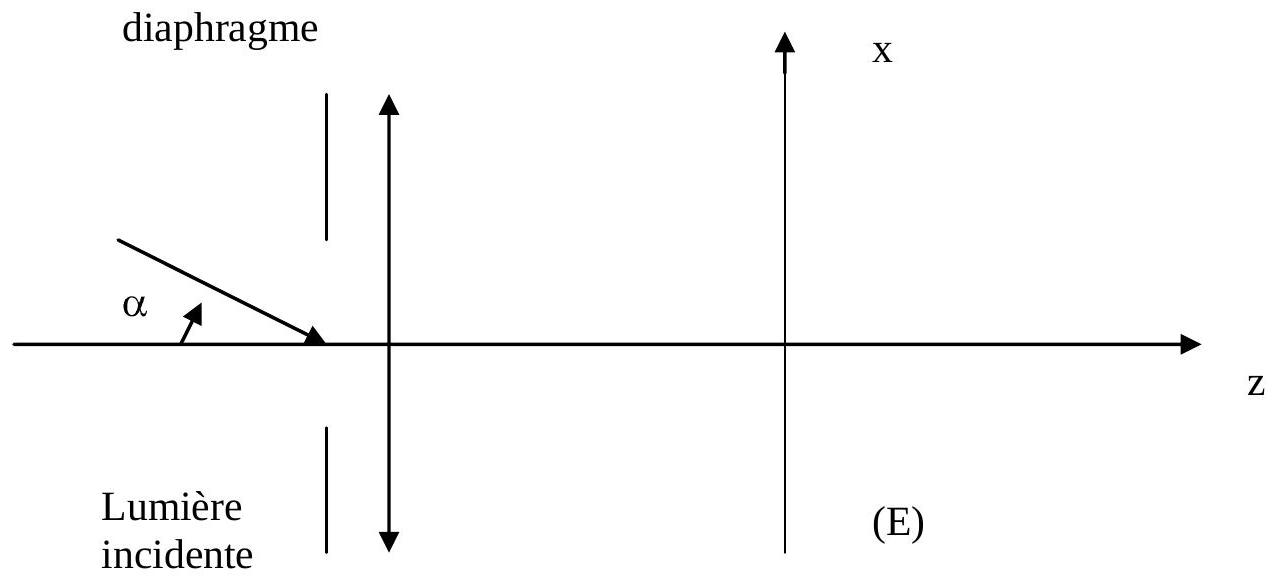 diaphragme
x
α
z
Lumière
incidente
(E)